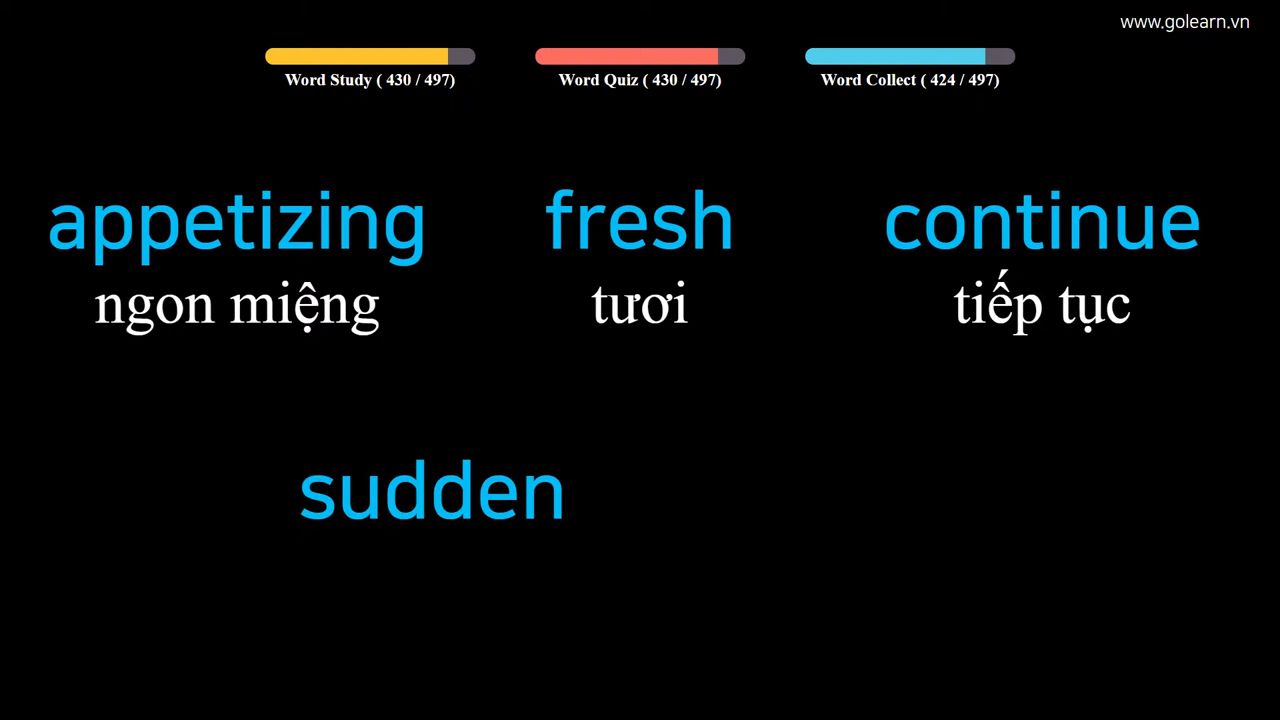 www.golearn.vn
Word Study ( 430 / 497)
Word Quiz ( 430 / 497)
Word Collect ( 424 / 497)
appetizing
fresh
continue
ngon miệng
tươi
tiếp tục
sudden